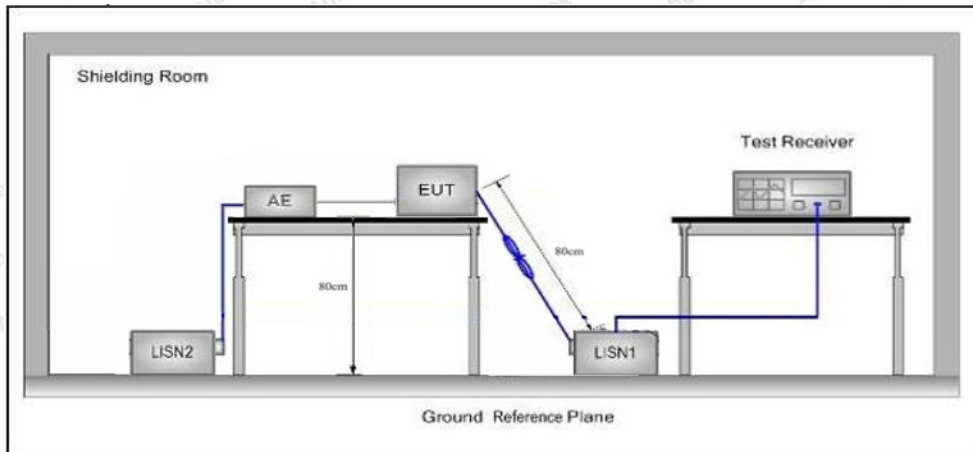 Shielding Room
Test Receiver
AE
EUT
80cm
80cm
LISN2
LISN1
Ground Reference Plane